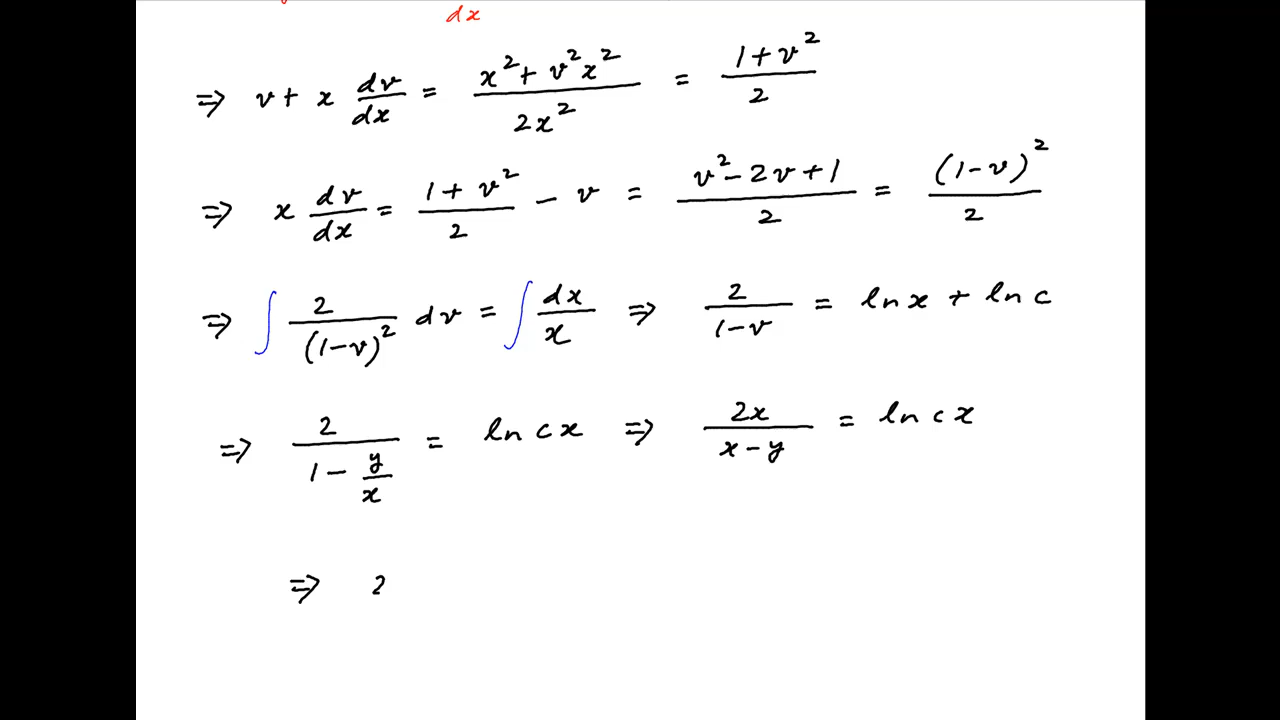 dx
⇒ v + x dv/dx = (x² + v²x²)/(2x²) = (1 + v²)/2
⇒ x dv/dx = (1 + v²)/2 − v = (v² − 2v + 1)/2 = (1−v)²/2
⇒ ∫ 2/(1−v)² dv = ∫ dx/x ⇒ 2/(1−v) = ln x + ln c
⇒ 2/(1 − y/x) = ln cx ⇒ 2x/(x−y) = ln cx
⇒ 2